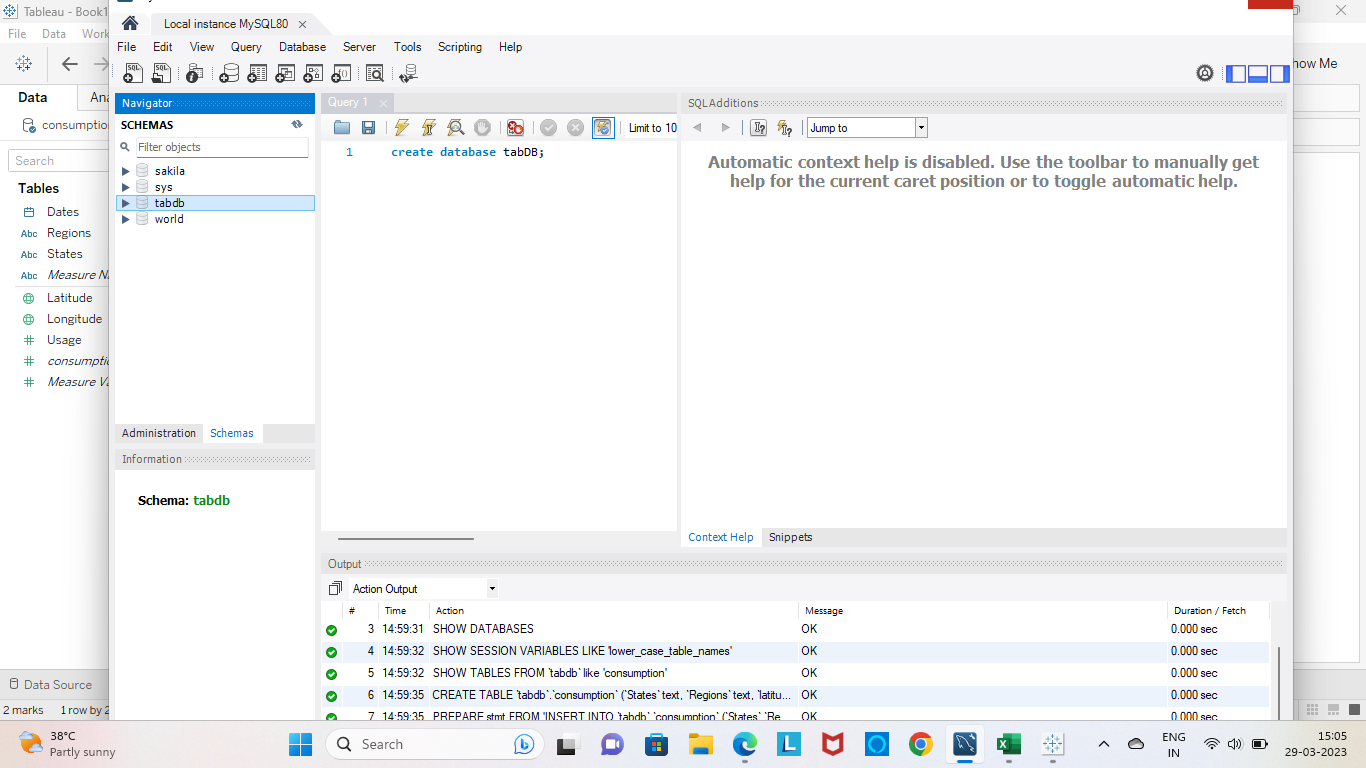 Tableau - Book1
Local instance MySQL80
File Data Work
File Edit View Query Database Server Tools Scripting Help
how Me
Data
Navigator
Query 1
SQLAdditions
SCHEMAS
Limit to 10
Jump to
consumption
Filter objects
1 create database tabDB;
Automatic context help is disabled. Use the toolbar to manually get
help for the current caret position or to toggle automatic help.
Search
sakila
sys
tabdb
world
Tables
Dates
Abc Regions
Abc States
Abc Measure N
Latitude
Longitude
Usage
consumptio
Measure Va
Administration Schemas
Information
Schema: tabdb
Context Help Snippets
Output
Action Output
# Time Action Message Duration / Fetch
3 14:59:31 SHOW DATABASES OK 0.000 sec
4 14:59:32 SHOW SESSION VARIABLES LIKE 'lower_case_table_names' OK 0.000 sec
5 14:59:32 SHOW TABLES FROM `tabdb` like 'consumption' OK 0.000 sec
6 14:59:35 CREATE TABLE `tabdb`.`consumption` (`States` text, `Regions` text, `latitu... OK 0.000 sec
7 14:59:35 PREPARE stmt FROM 'INSERT INTO `tabdb`.`consumption` (`States`,`Re... OK 0.000 sec
Data Source
2 marks 1 row by 2
38°C
Partly sunny
Search
ENG
IN
15:05
29-03-2023